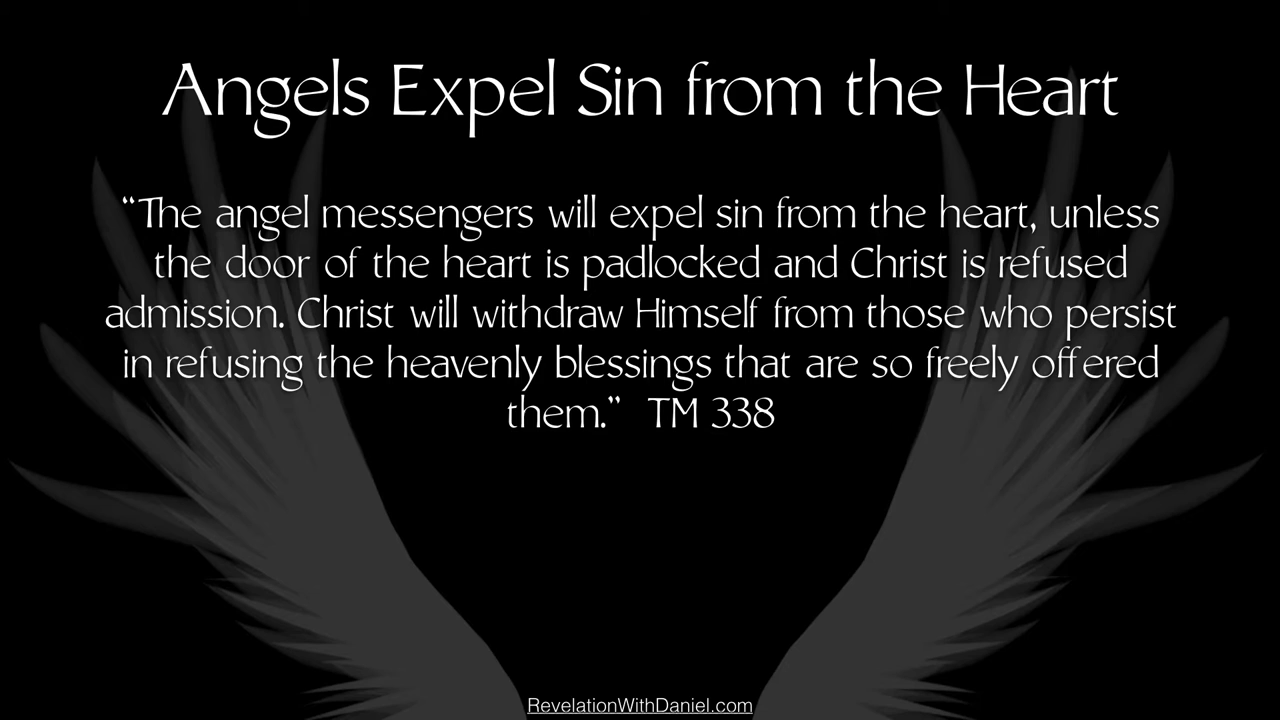 Angels Expel Sin from the Heart
“The angel messengers will expel sin from the heart, unless
the door of the heart is padlocked and Christ is refused
admission. Christ will withdraw Himself from those who persist
in refusing the heavenly blessings that are so freely offered
them.” TM 338
RevelationWithDaniel.com